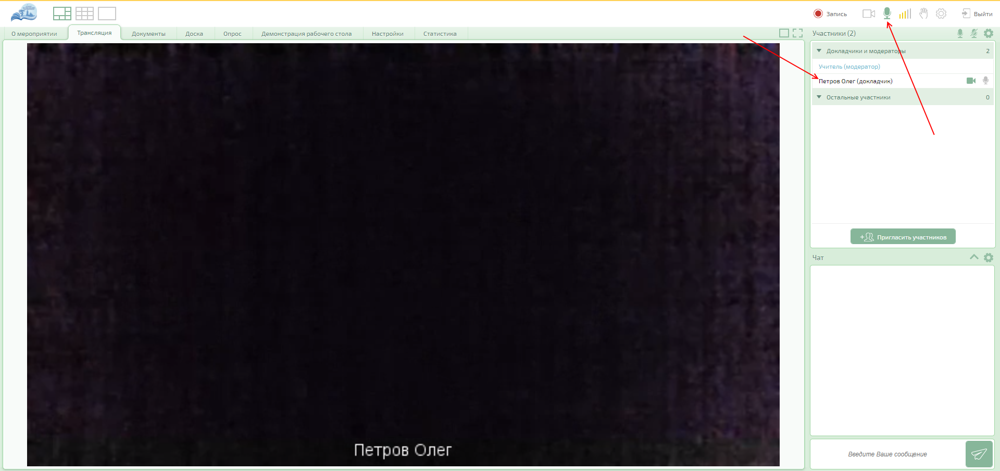 Запись
Выйти
О мероприятии
Трансляция
Документы
Доска
Опрос
Демонстрация рабочего стола
Настройки
Статистика
Участники (2)
Докладчики и модераторы 2
Учитель (модератор)
Петров Олег (докладчик)
Остальные участники 0
Пригласить участников
Чат
Петров Олег
Введите Ваше сообщение